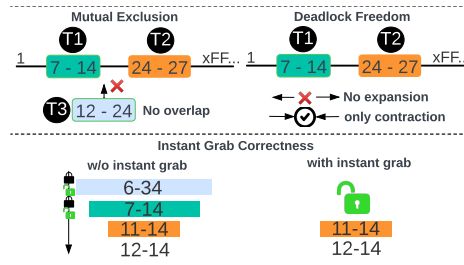 Mutual Exclusion
T1
T2
1
7 - 14
24 - 27
xFF...
T3
12 - 24
No overlap
Deadlock Freedom
T1
T2
1
7 - 14
24 - 27
xFF...
No expansion
only contraction
Instant Grab Correctness
w/o instant grab
6-34
7-14
11-14
12-14
with instant grab
11-14
12-14